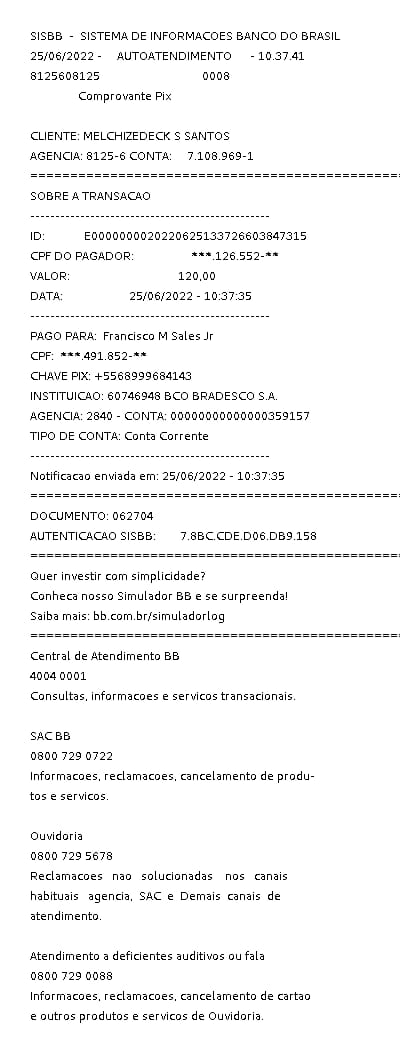 SISBB - SISTEMA DE INFORMACOES BANCO DO BRASIL
25/06/2022 - AUTOATENDIMENTO - 10.37.41
8125608125 0008
Comprovante Pix
CLIENTE: MELCHIZEDECK S SANTOS
AGENCIA: 8125-6 CONTA: 7.108.969-1
================================================
SOBRE A TRANSACAO
------------------------------------------------
ID: E0000000020220625133726603847315
CPF DO PAGADOR: ***.126.552-**
VALOR: 120,00
DATA: 25/06/2022 - 10:37:35
------------------------------------------------
PAGO PARA: Francisco M Sales Jr
CPF: ***.491.852-**
CHAVE PIX: +5568999684143
INSTITUICAO: 60746948 BCO BRADESCO S.A.
AGENCIA: 2840 - CONTA: 00000000000000359157
TIPO DE CONTA: Conta Corrente
------------------------------------------------
Notificacao enviada em: 25/06/2022 - 10:37:35
================================================
DOCUMENTO: 062704
AUTENTICACAO SISBB: 7.8BC.CDE.D06.DB9.158
================================================
Quer investir com simplicidade?
Conheca nosso Simulador BB e se surpreenda!
Saiba mais: bb.com.br/simuladorlog
================================================
Central de Atendimento BB
4004 0001
Consultas, informacoes e servicos transacionais.
SAC BB
0800 729 0722
Informacoes, reclamacoes, cancelamento de produ-
tos e servicos.
Ouvidoria
0800 729 5678
Reclamacoes nao solucionadas nos canais
habituais agencia, SAC e Demais canais de
atendimento.
Atendimento a deficientes auditivos ou fala
0800 729 0088
Informacoes, reclamacoes, cancelamento de cartao
e outros produtos e servicos de Ouvidoria.